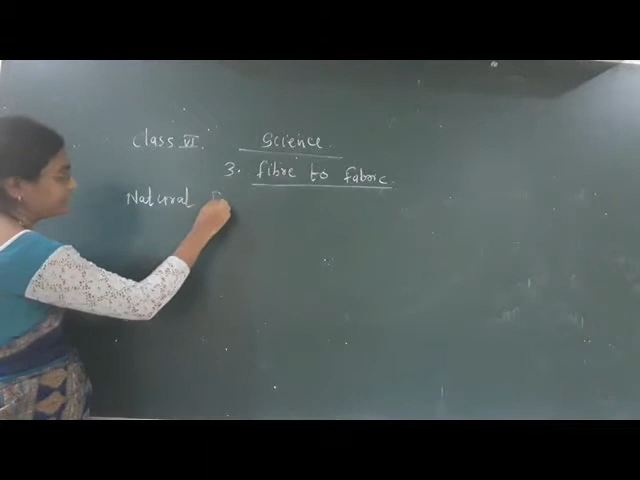 Class VI. Science.
3. Fibre to Fabric.
Natural F